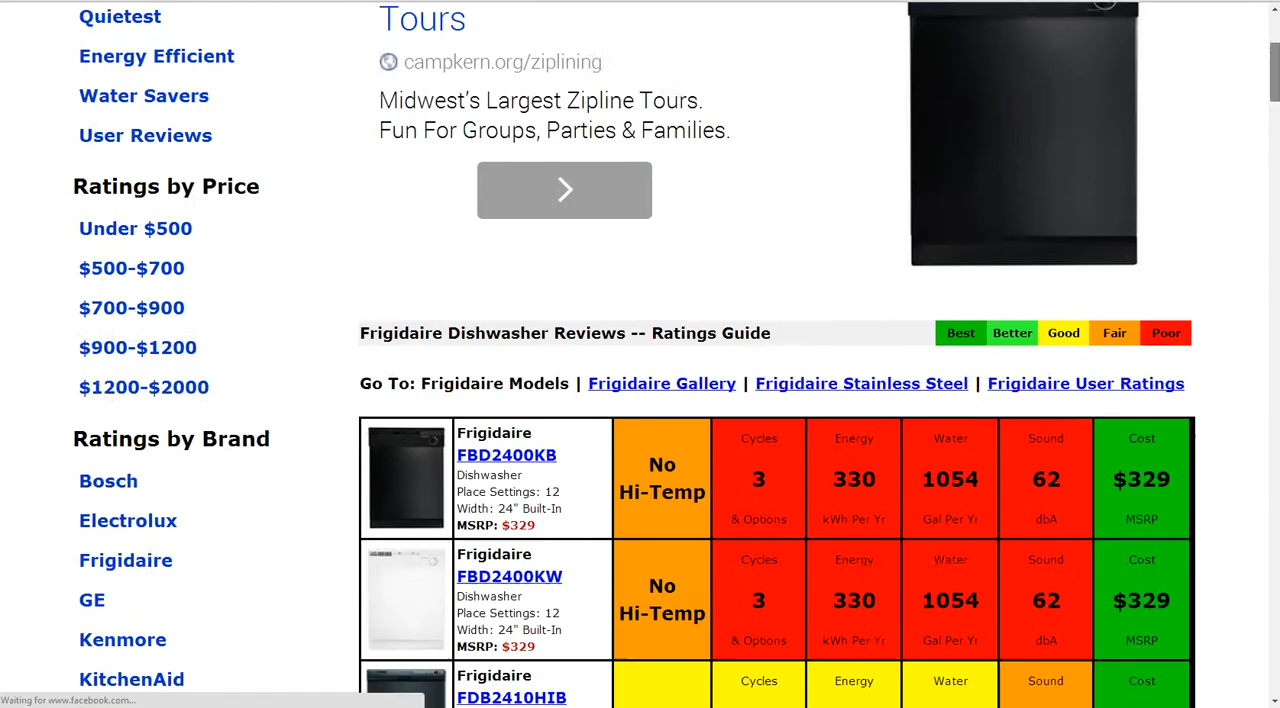 Quietest
Energy Efficient
Water Savers
User Reviews
Ratings by Price
Under $500
$500-$700
$700-$900
$900-$1200
$1200-$2000
Ratings by Brand
Bosch
Electrolux
Frigidaire
GE
Kenmore
KitchenAid
Tours
campkern.org/ziplining
Midwest's Largest Zipline Tours.
Fun For Groups, Parties & Families.
Frigidaire Dishwasher Reviews -- Ratings Guide
Best Better Good Fair Poor
Go To: Frigidaire Models | Frigidaire Gallery | Frigidaire Stainless Steel | Frigidaire User Ratings
Frigidaire
FBD2400KB
Dishwasher
Place Settings: 12
Width: 24" Built-In
MSRP: $329
No
Hi-Temp
Cycles
3
& Options
Energy
330
kWh Per Yr
Water
1054
Gal Per Yr
Sound
62
dbA
Cost
$329
MSRP
Frigidaire
FBD2400KW
Dishwasher
Place Settings: 12
Width: 24" Built-In
MSRP: $329
No
Hi-Temp
Cycles
3
& Options
Energy
330
kWh Per Yr
Water
1054
Gal Per Yr
Sound
62
dbA
Cost
$329
MSRP
Frigidaire
FDB2410HIB
Cycles
Energy
Water
Sound
Cost
Waiting for www.facebook.com...